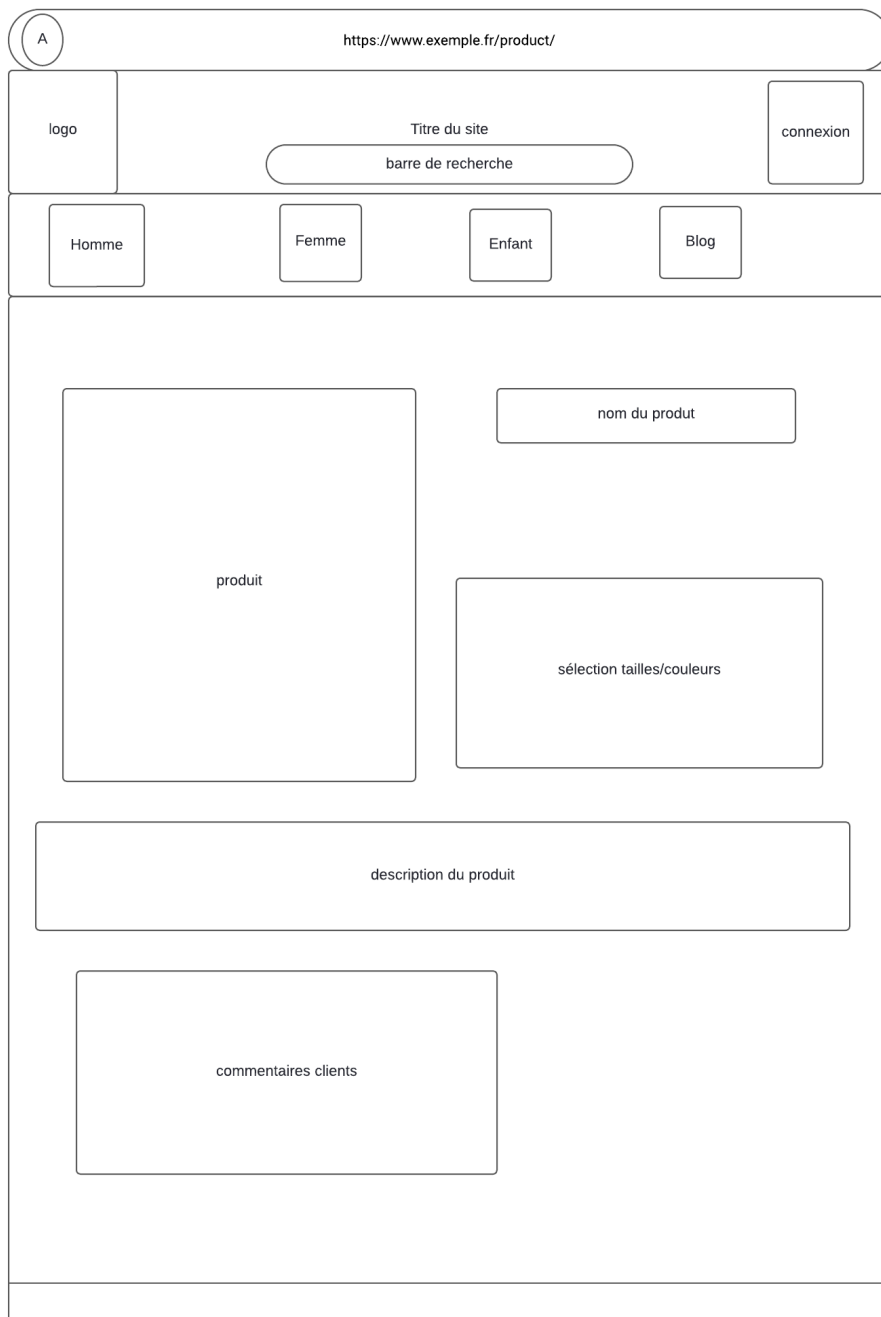 A
https://www.exemple.fr/product/
logo
Titre du site
connexion
barre de recherche
Homme
Femme
Enfant
Blog
produit
nom du produt
sélection tailles/couleurs
description du produit
commentaires clients